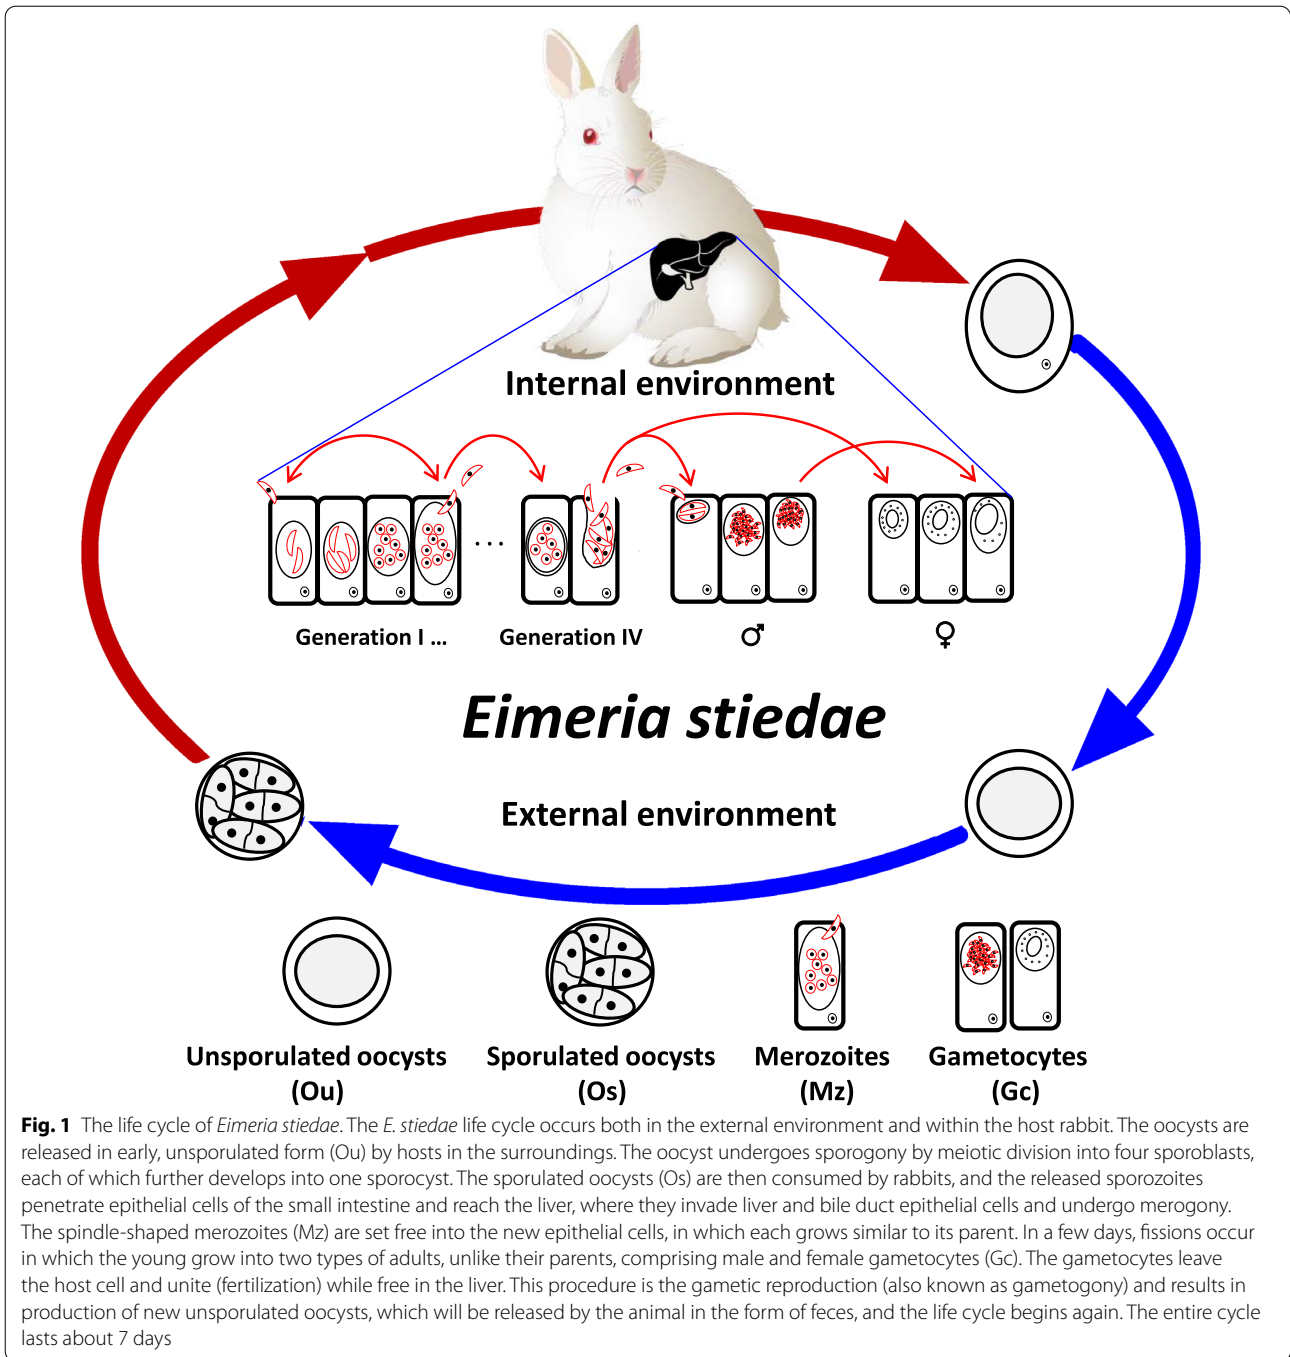 Internal environment
...
Generation I ...
Generation IV
♂
♀
Eimeria stiedae
External environment
Unsporulated oocysts
(Ou)
Sporulated oocysts
(Os)
Merozoites
(Mz)
Gametocytes
(Gc)
Fig. 1 The life cycle of Eimeria stiedae. The E. stiedae life cycle occurs both in the external environment and within the host rabbit. The oocysts are
released in early, unsporulated form (Ou) by hosts in the surroundings. The oocyst undergoes sporogony by meiotic division into four sporoblasts,
each of which further develops into one sporocyst. The sporulated oocysts (Os) are then consumed by rabbits, and the released sporozoites
penetrate epithelial cells of the small intestine and reach the liver, where they invade liver and bile duct epithelial cells and undergo merogony.
The spindle-shaped merozoites (Mz) are set free into the new epithelial cells, in which each grows similar to its parent. In a few days, fissions occur
in which the young grow into two types of adults, unlike their parents, comprising male and female gametocytes (Gc). The gametocytes leave
the host cell and unite (fertilization) while free in the liver. This procedure is the gametic reproduction (also known as gametogony) and results in
production of new unsporulated oocysts, which will be released by the animal in the form of feces, and the life cycle begins again. The entire cycle
lasts about 7 days